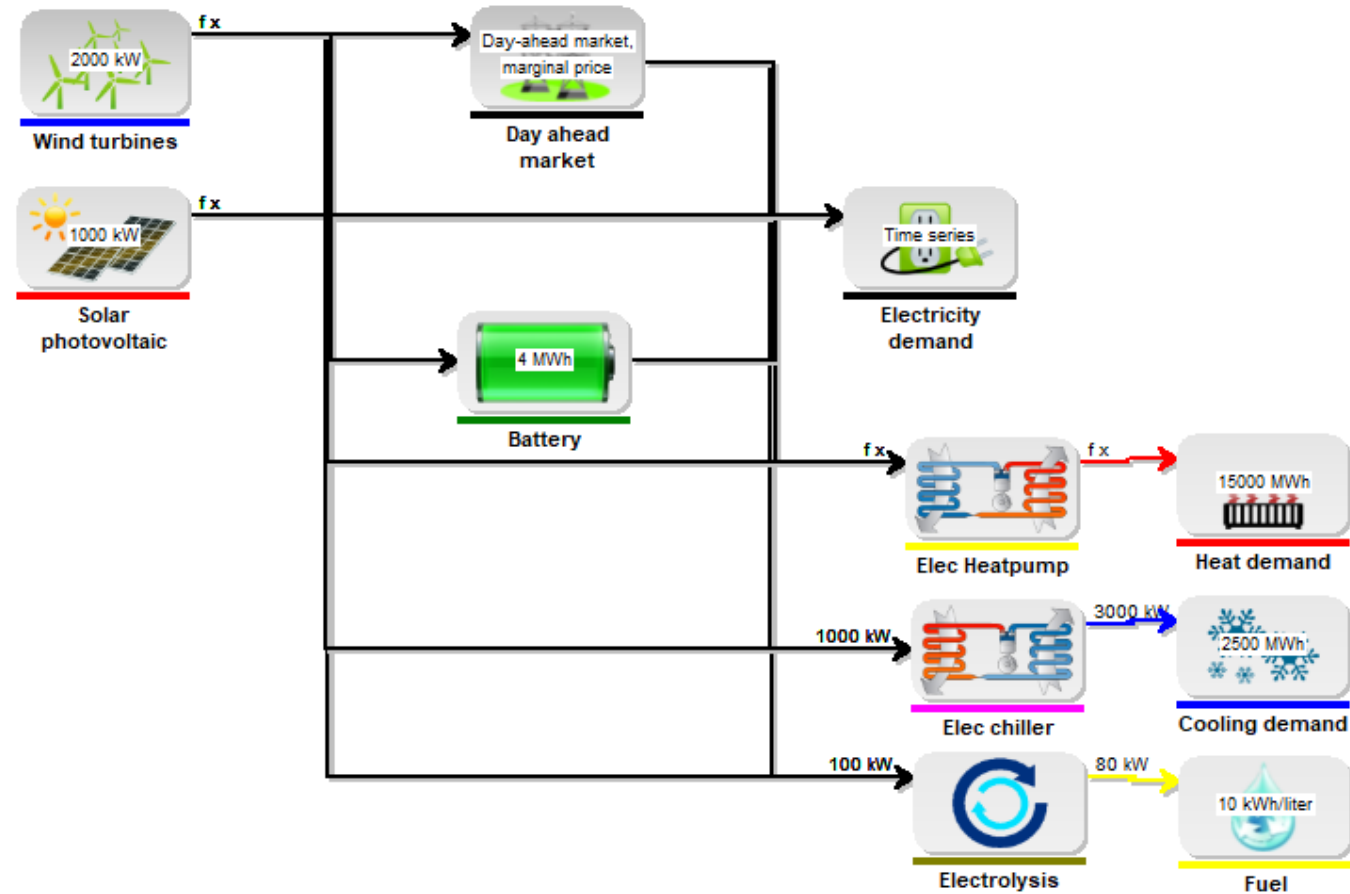 f x
2000 kW
Wind turbines
Day-ahead market,
marginal price
Day ahead
market
f x
1000 kW
Solar
photovoltaic
Time series
Electricity
demand
4 MWh
Battery
f x
f x
Elec Heatpump
15000 MWh
Heat demand
1000 kW
3000 kW
Elec chiller
2500 MWh
Cooling demand
100 kW
80 kW
Electrolysis
10 kWh/liter
Fuel